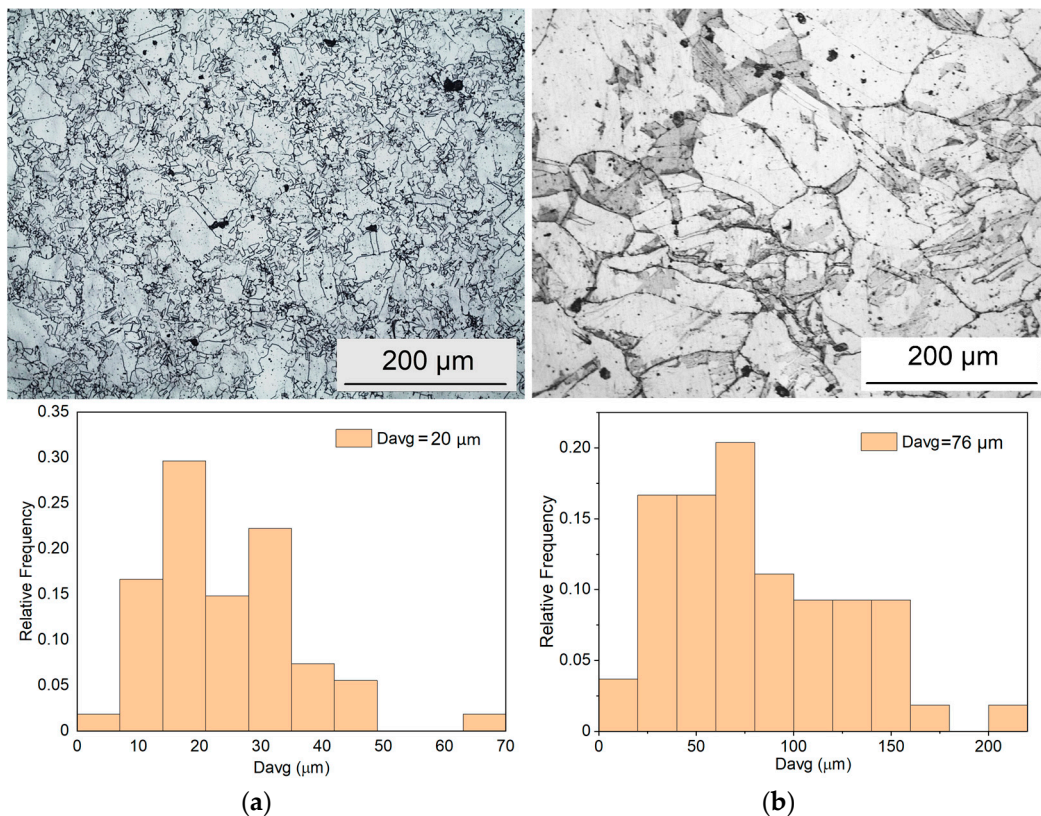 200 μm
200 μm
0.35
0.30
0.25
0.20
0.15
0.10
0.05
0
Relative Frequency
Davg = 20 μm
0 10 20 30 40 50 60 70
Davg (μm)
0.20
0.15
0.10
0.05
0
Relative Frequency
Davg=76 μm
0 50 100 150 200
Davg (μm)
(a)
(b)